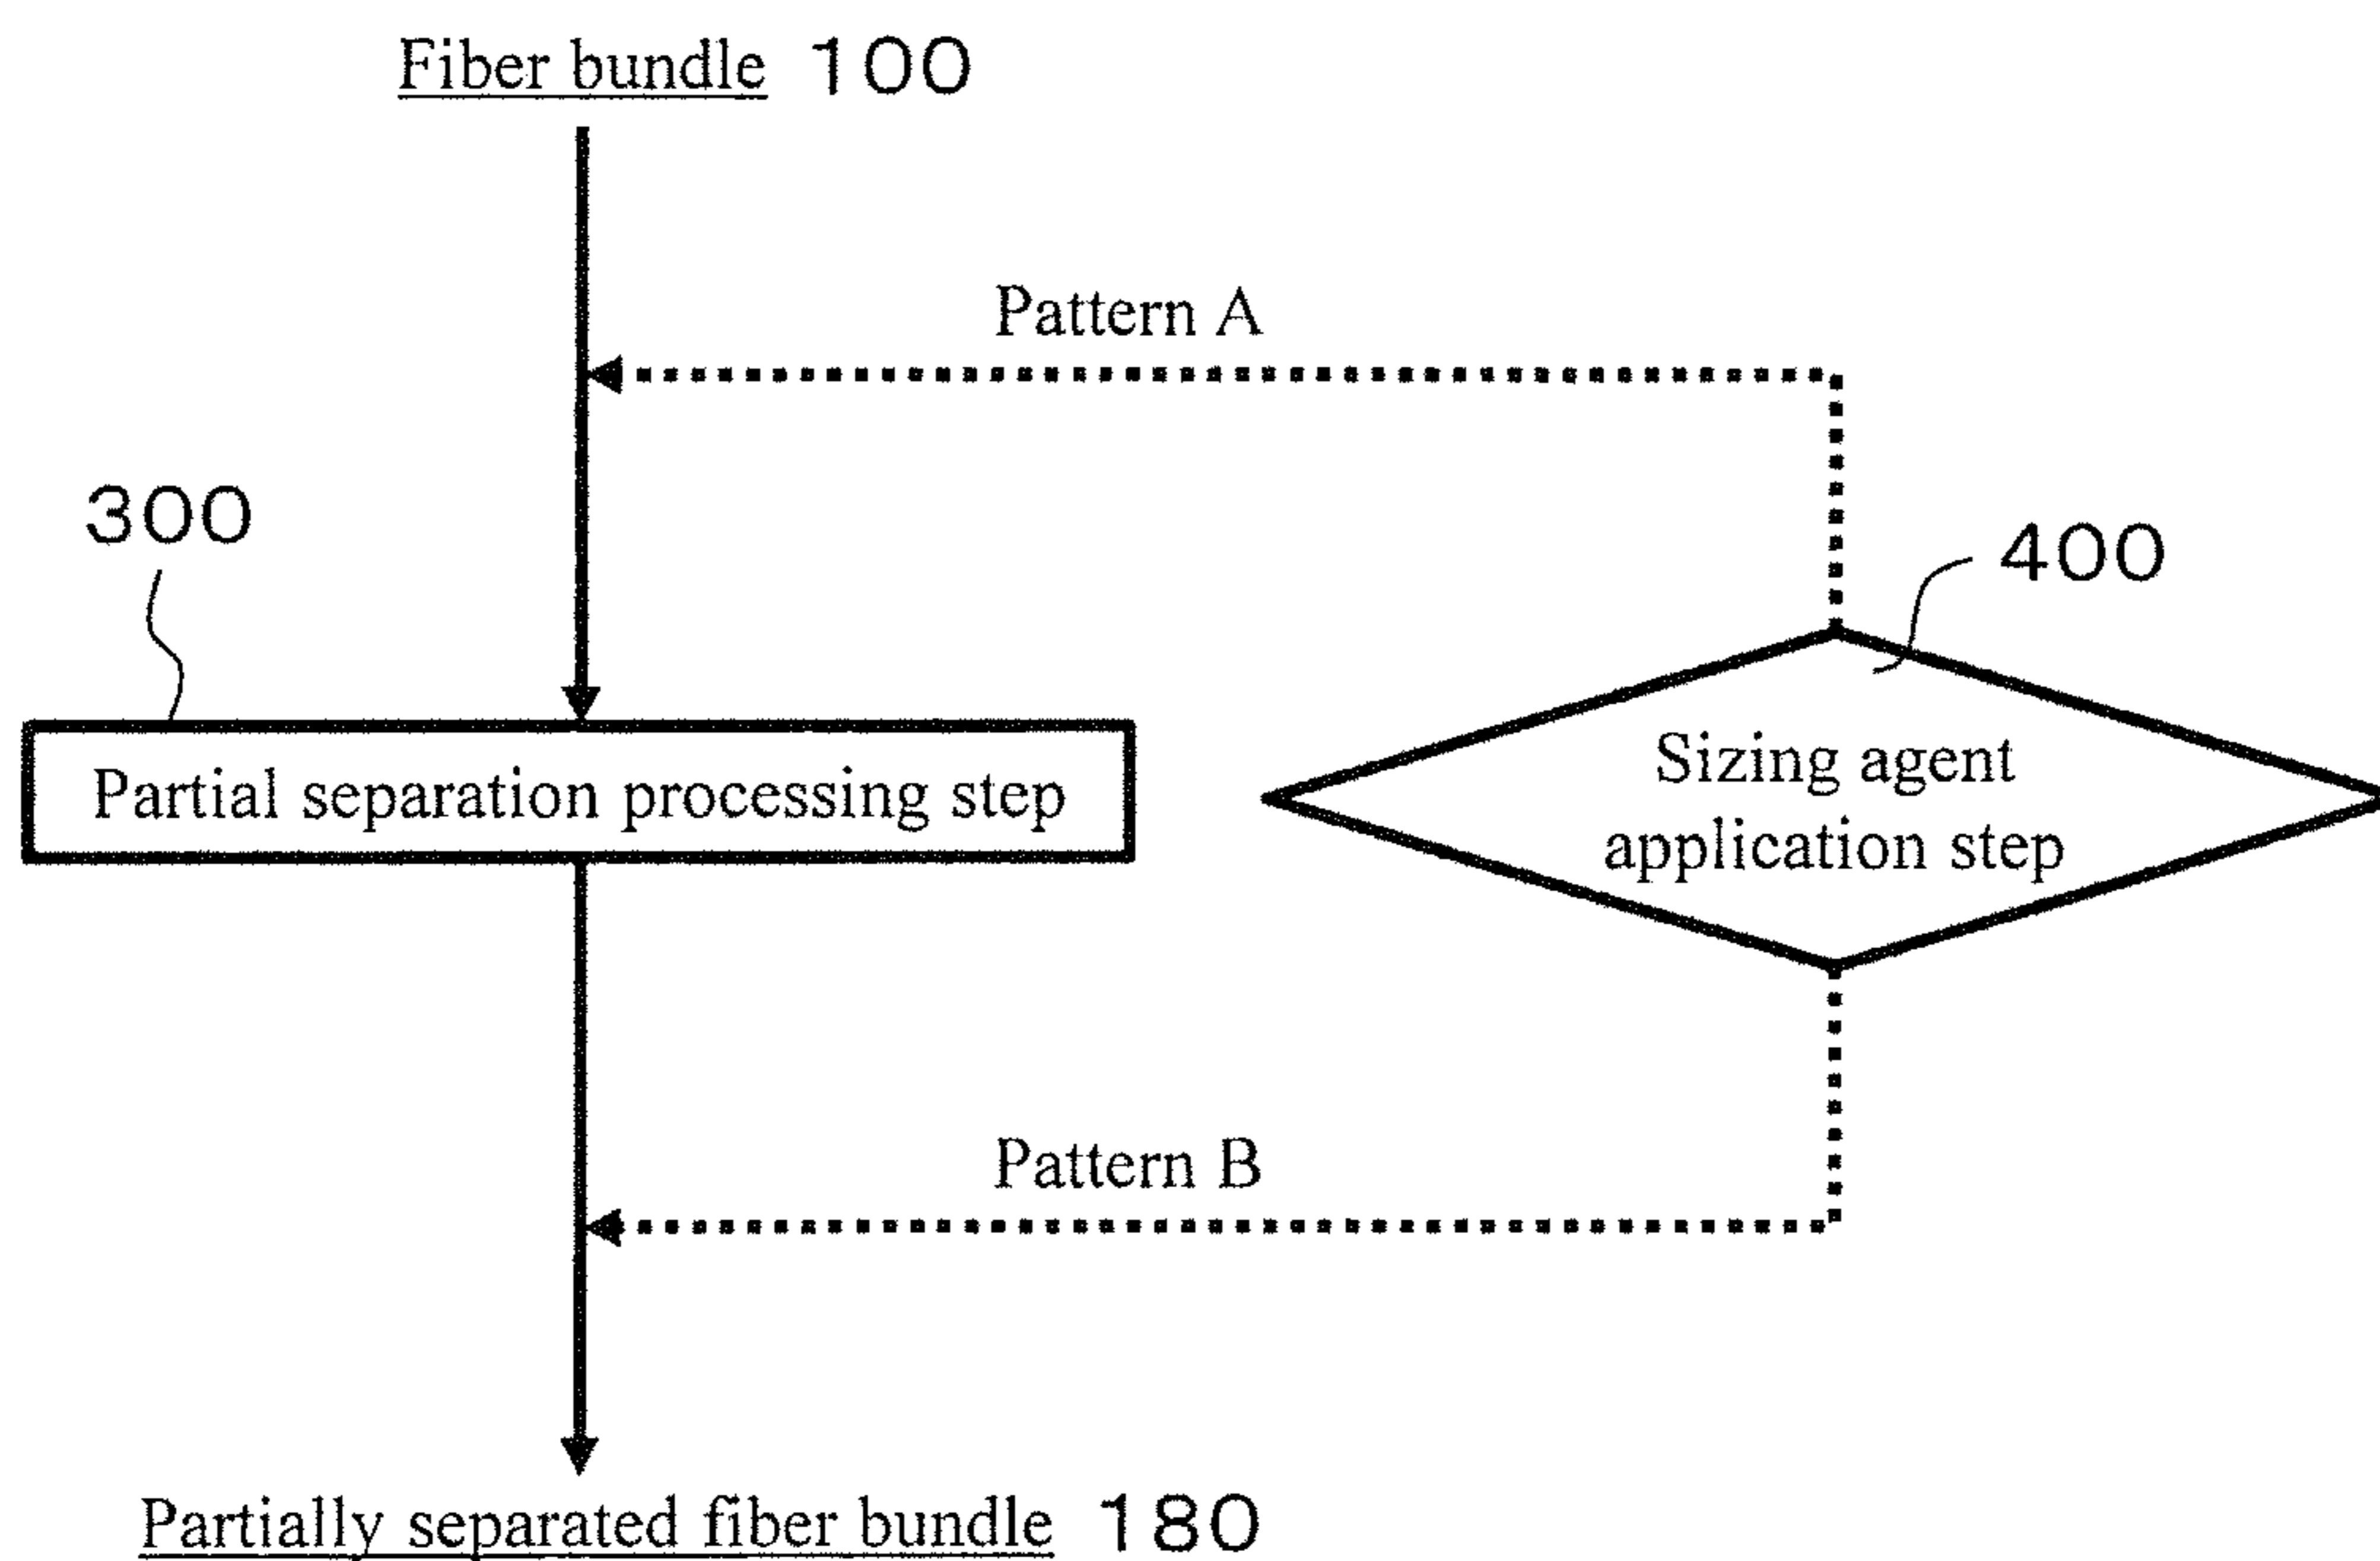 Fiber bundle 100
Pattern A
300
400
Partial separation processing step
Sizing agent
application step
Pattern B
Partially separated fiber bundle 180